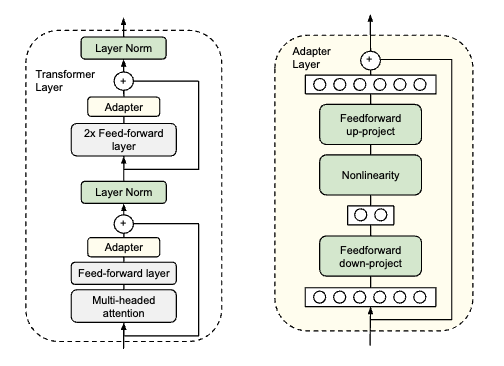 Transformer
Layer
Layer Norm
+
Adapter
2x Feed-forward
layer
Layer Norm
+
Adapter
Feed-forward layer
Multi-headed
attention
Adapter
Layer
+
Feedforward
up-project
Nonlinearity
Feedforward
down-project